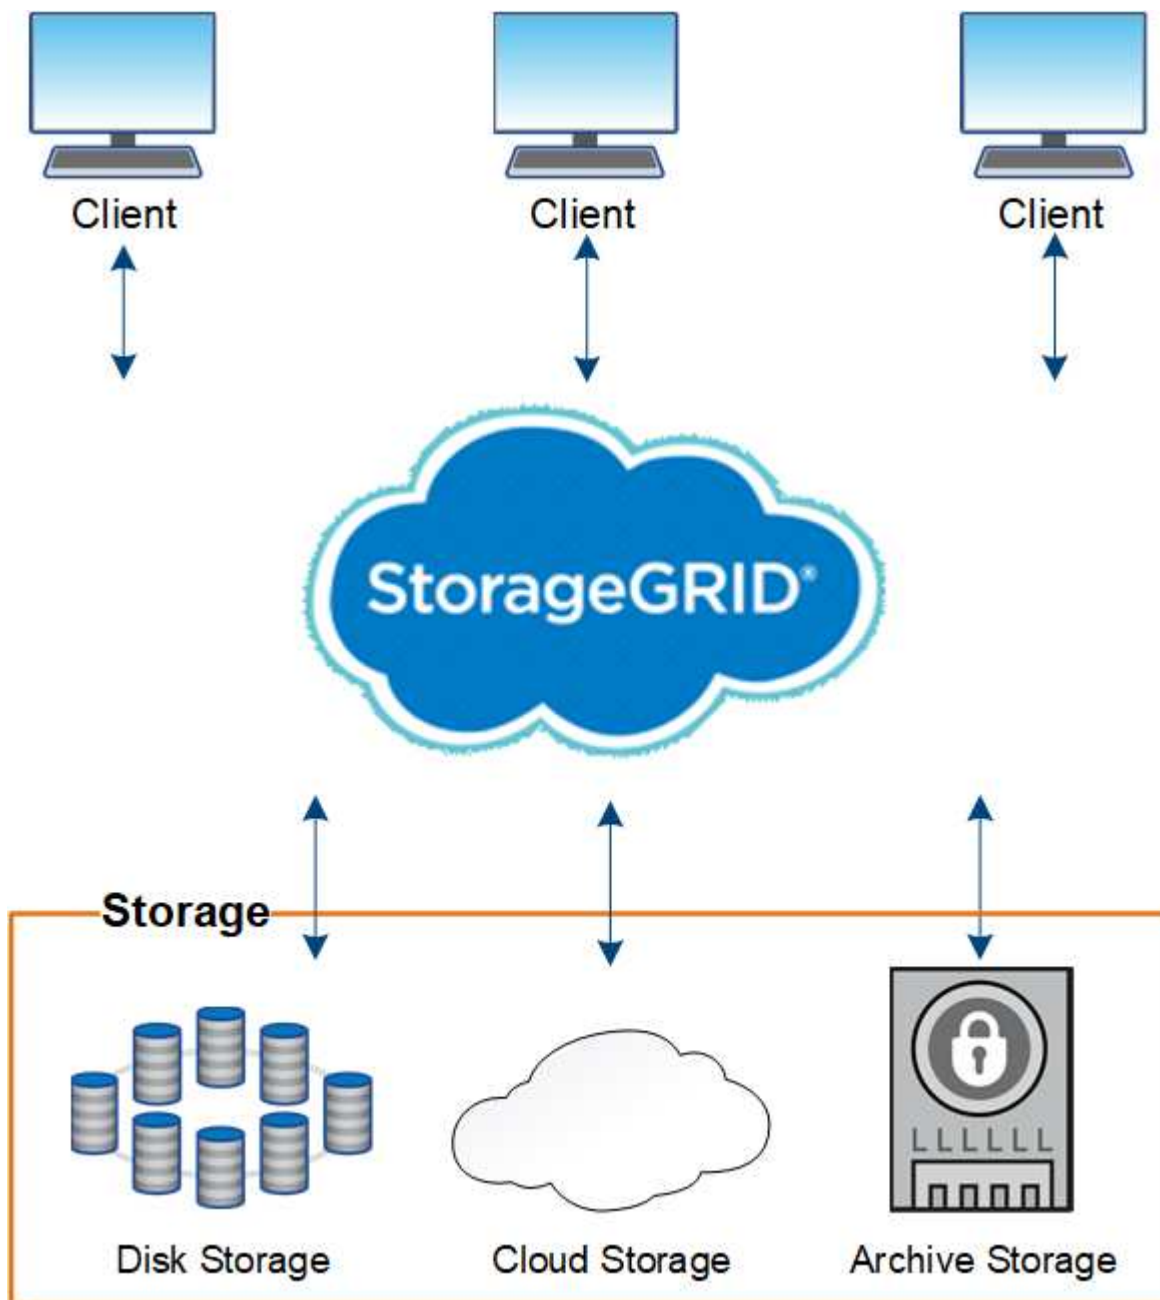 Client
Client
Client
StorageGRID®
Storage
L L L L L L
Disk Storage
Cloud Storage
Archive Storage